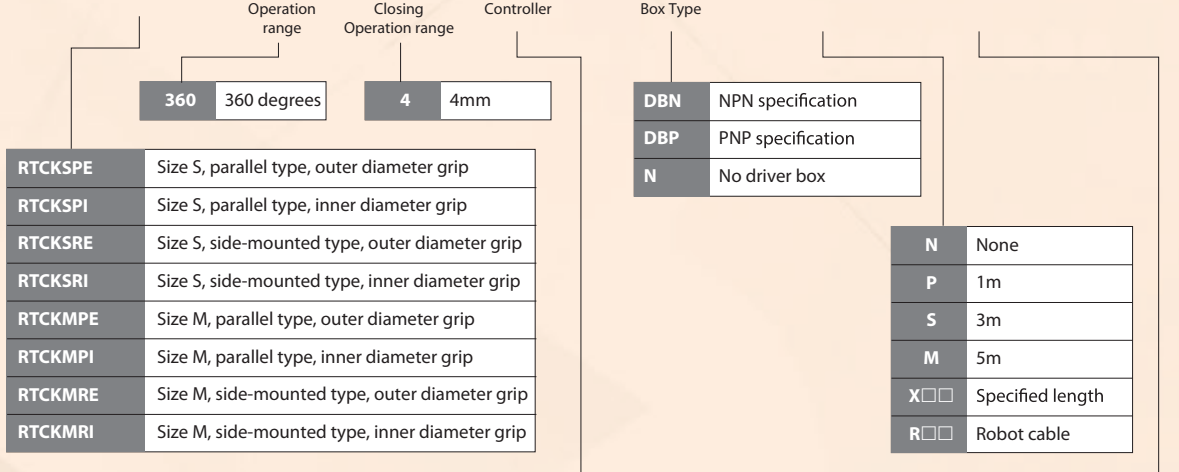 Operation
range
Closing
Operation range
Controller
Box Type
360 360 degrees
4 4mm
DBN NPN specification
DBP PNP specification
N No driver box
RTCKSPE Size S, parallel type, outer diameter grip
RTCKSPI Size S, parallel type, inner diameter grip
RTCKSRE Size S, side-mounted type, outer diameter grip
RTCKSRI Size S, side-mounted type, inner diameter grip
RTCKMPE Size M, parallel type, outer diameter grip
RTCKMPI Size M, parallel type, inner diameter grip
RTCKMRE Size M, side-mounted type, outer diameter grip
RTCKMRI Size M, side-mounted type, inner diameter grip
N None
P 1m
S 3m
M 5m
X□□ Specified length
R□□ Robot cable